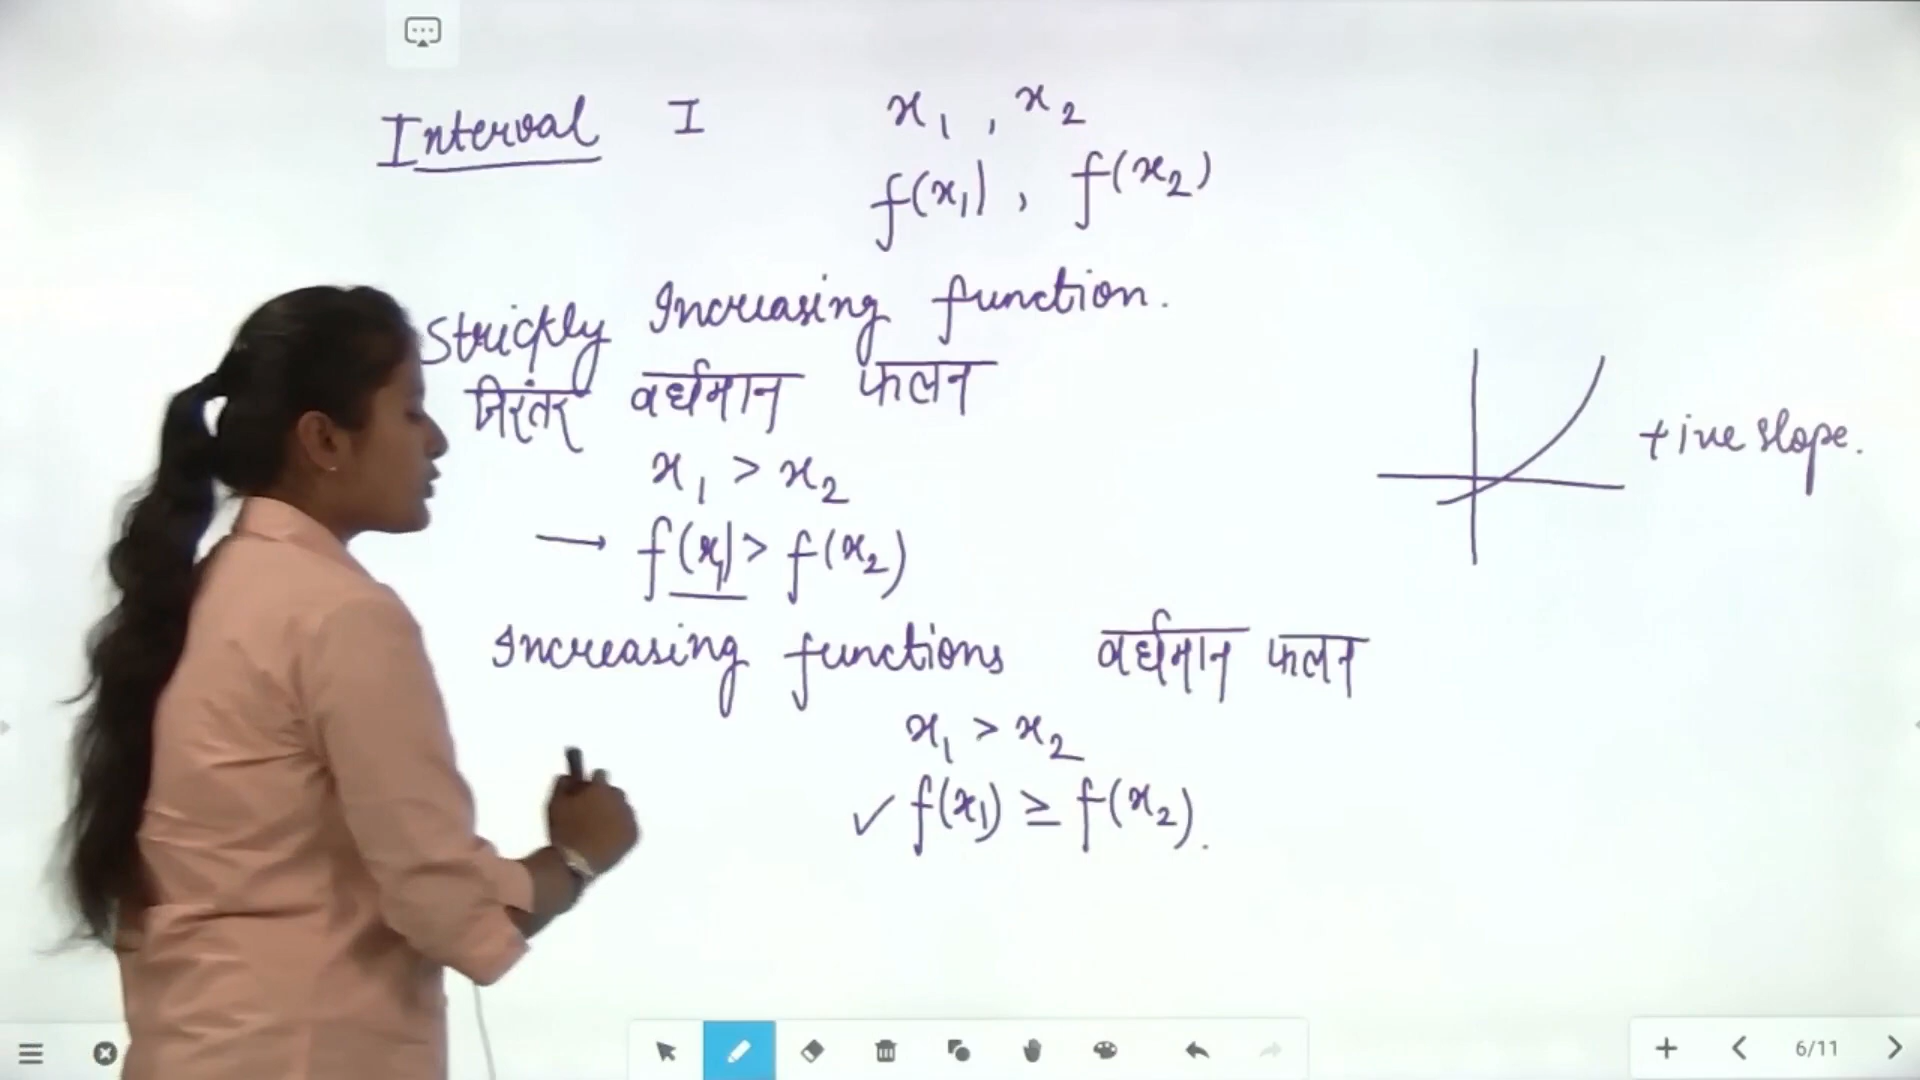 Interval I x₁ , x₂
f(x₁) , f(x₂)
Strickly Increasing function.
निरंतर वर्धमान फलन
x₁ > x₂
→ f(x₁) > f(x₂)
+ive slope.
Increasing functions वर्धमान फलन
x₁ > x₂
✓ f(x₁) ≥ f(x₂).
6/11